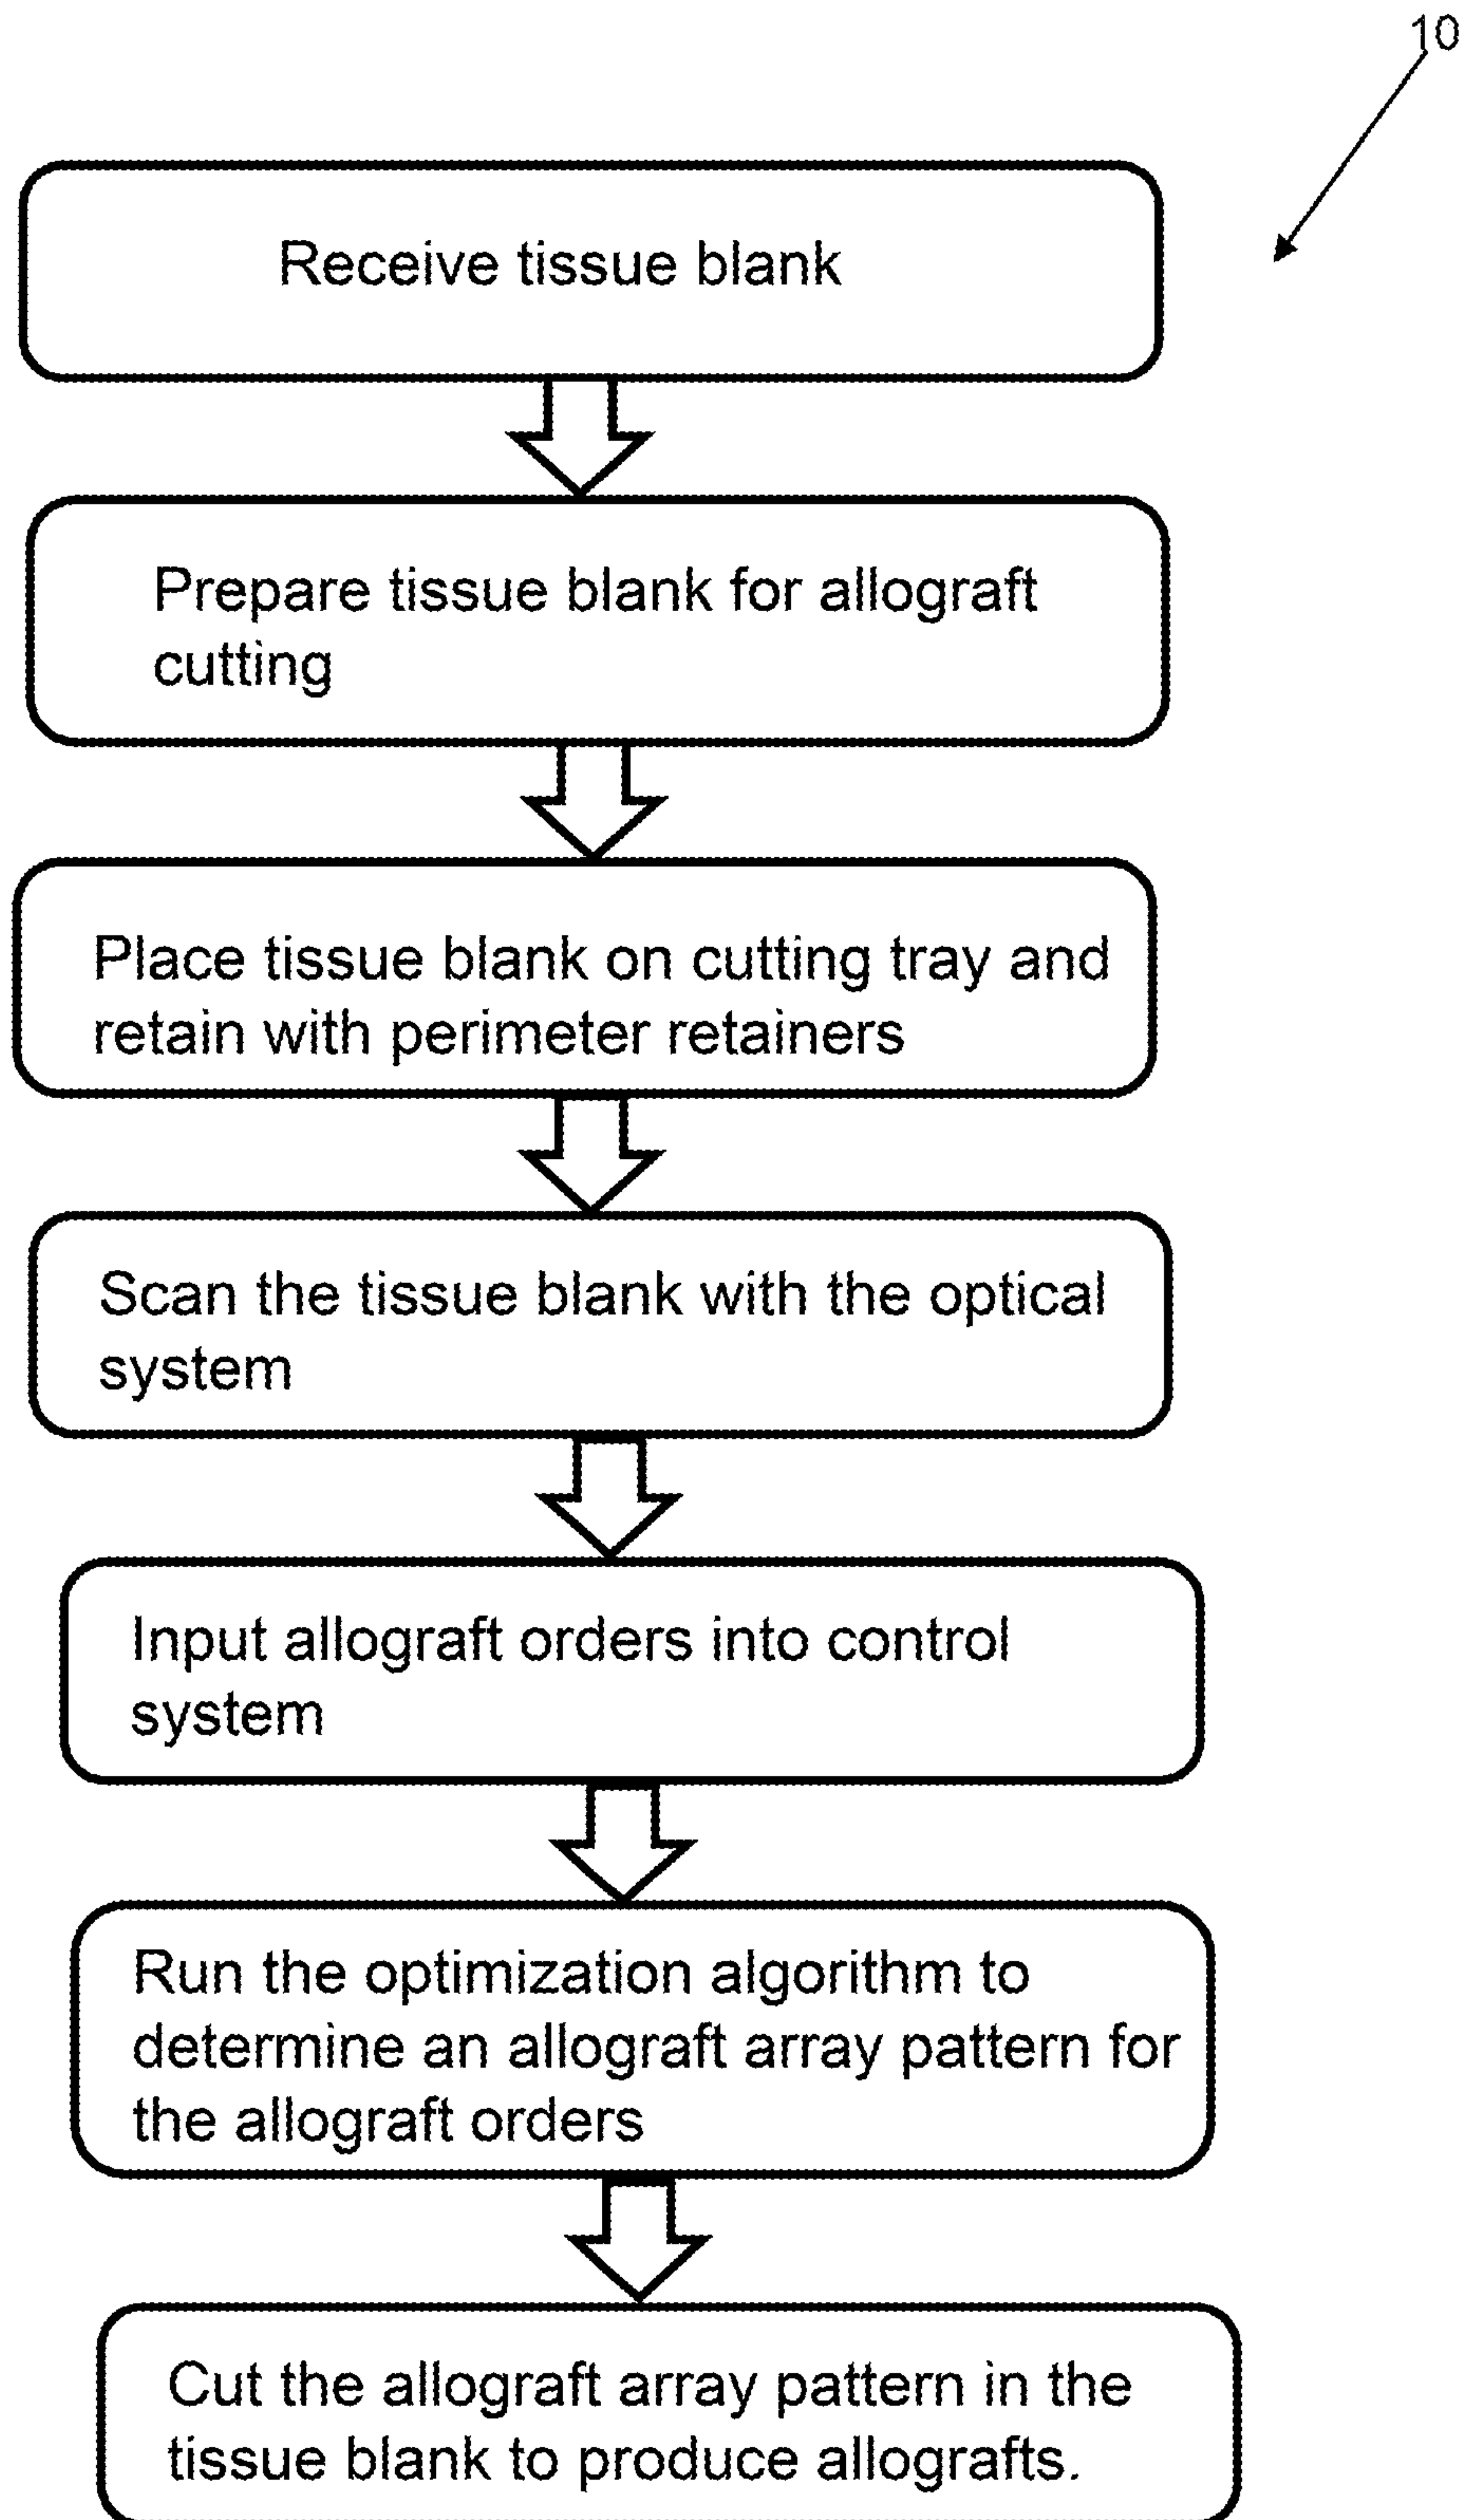 10
Receive tissue blank
Prepare tissue blank for allograft
cutting
Place tissue blank on cutting tray and
retain with perimeter retainers
Scan the tissue blank with the optical
system
Input allograft orders into control
system
Run the optimization algorithm to
determine an allograft array pattern for
the allograft orders
Cut the allograft array pattern in the
tissue blank to produce allografts.